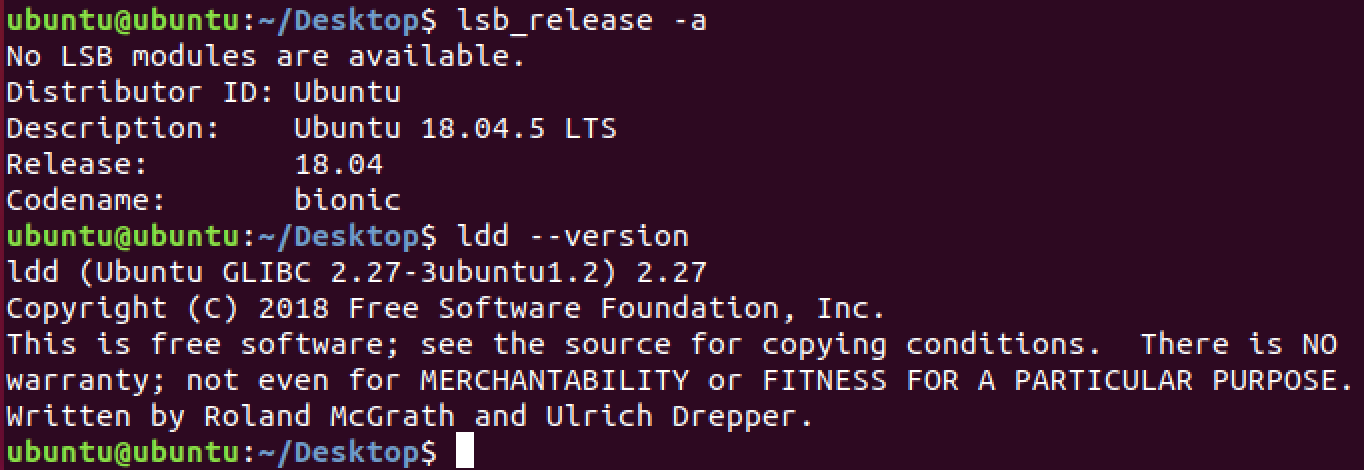 ubuntu@ubuntu:~/Desktop$ lsb_release -a
No LSB modules are available.
Distributor ID: Ubuntu
Description:    Ubuntu 18.04.5 LTS
Release:        18.04
Codename:       bionic
ubuntu@ubuntu:~/Desktop$ ldd --version
ldd (Ubuntu GLIBC 2.27-3ubuntu1.2) 2.27
Copyright (C) 2018 Free Software Foundation, Inc.
This is free software; see the source for copying conditions.  There is NO
warranty; not even for MERCHANTABILITY or FITNESS FOR A PARTICULAR PURPOSE.
Written by Roland McGrath and Ulrich Drepper.
ubuntu@ubuntu:~/Desktop$